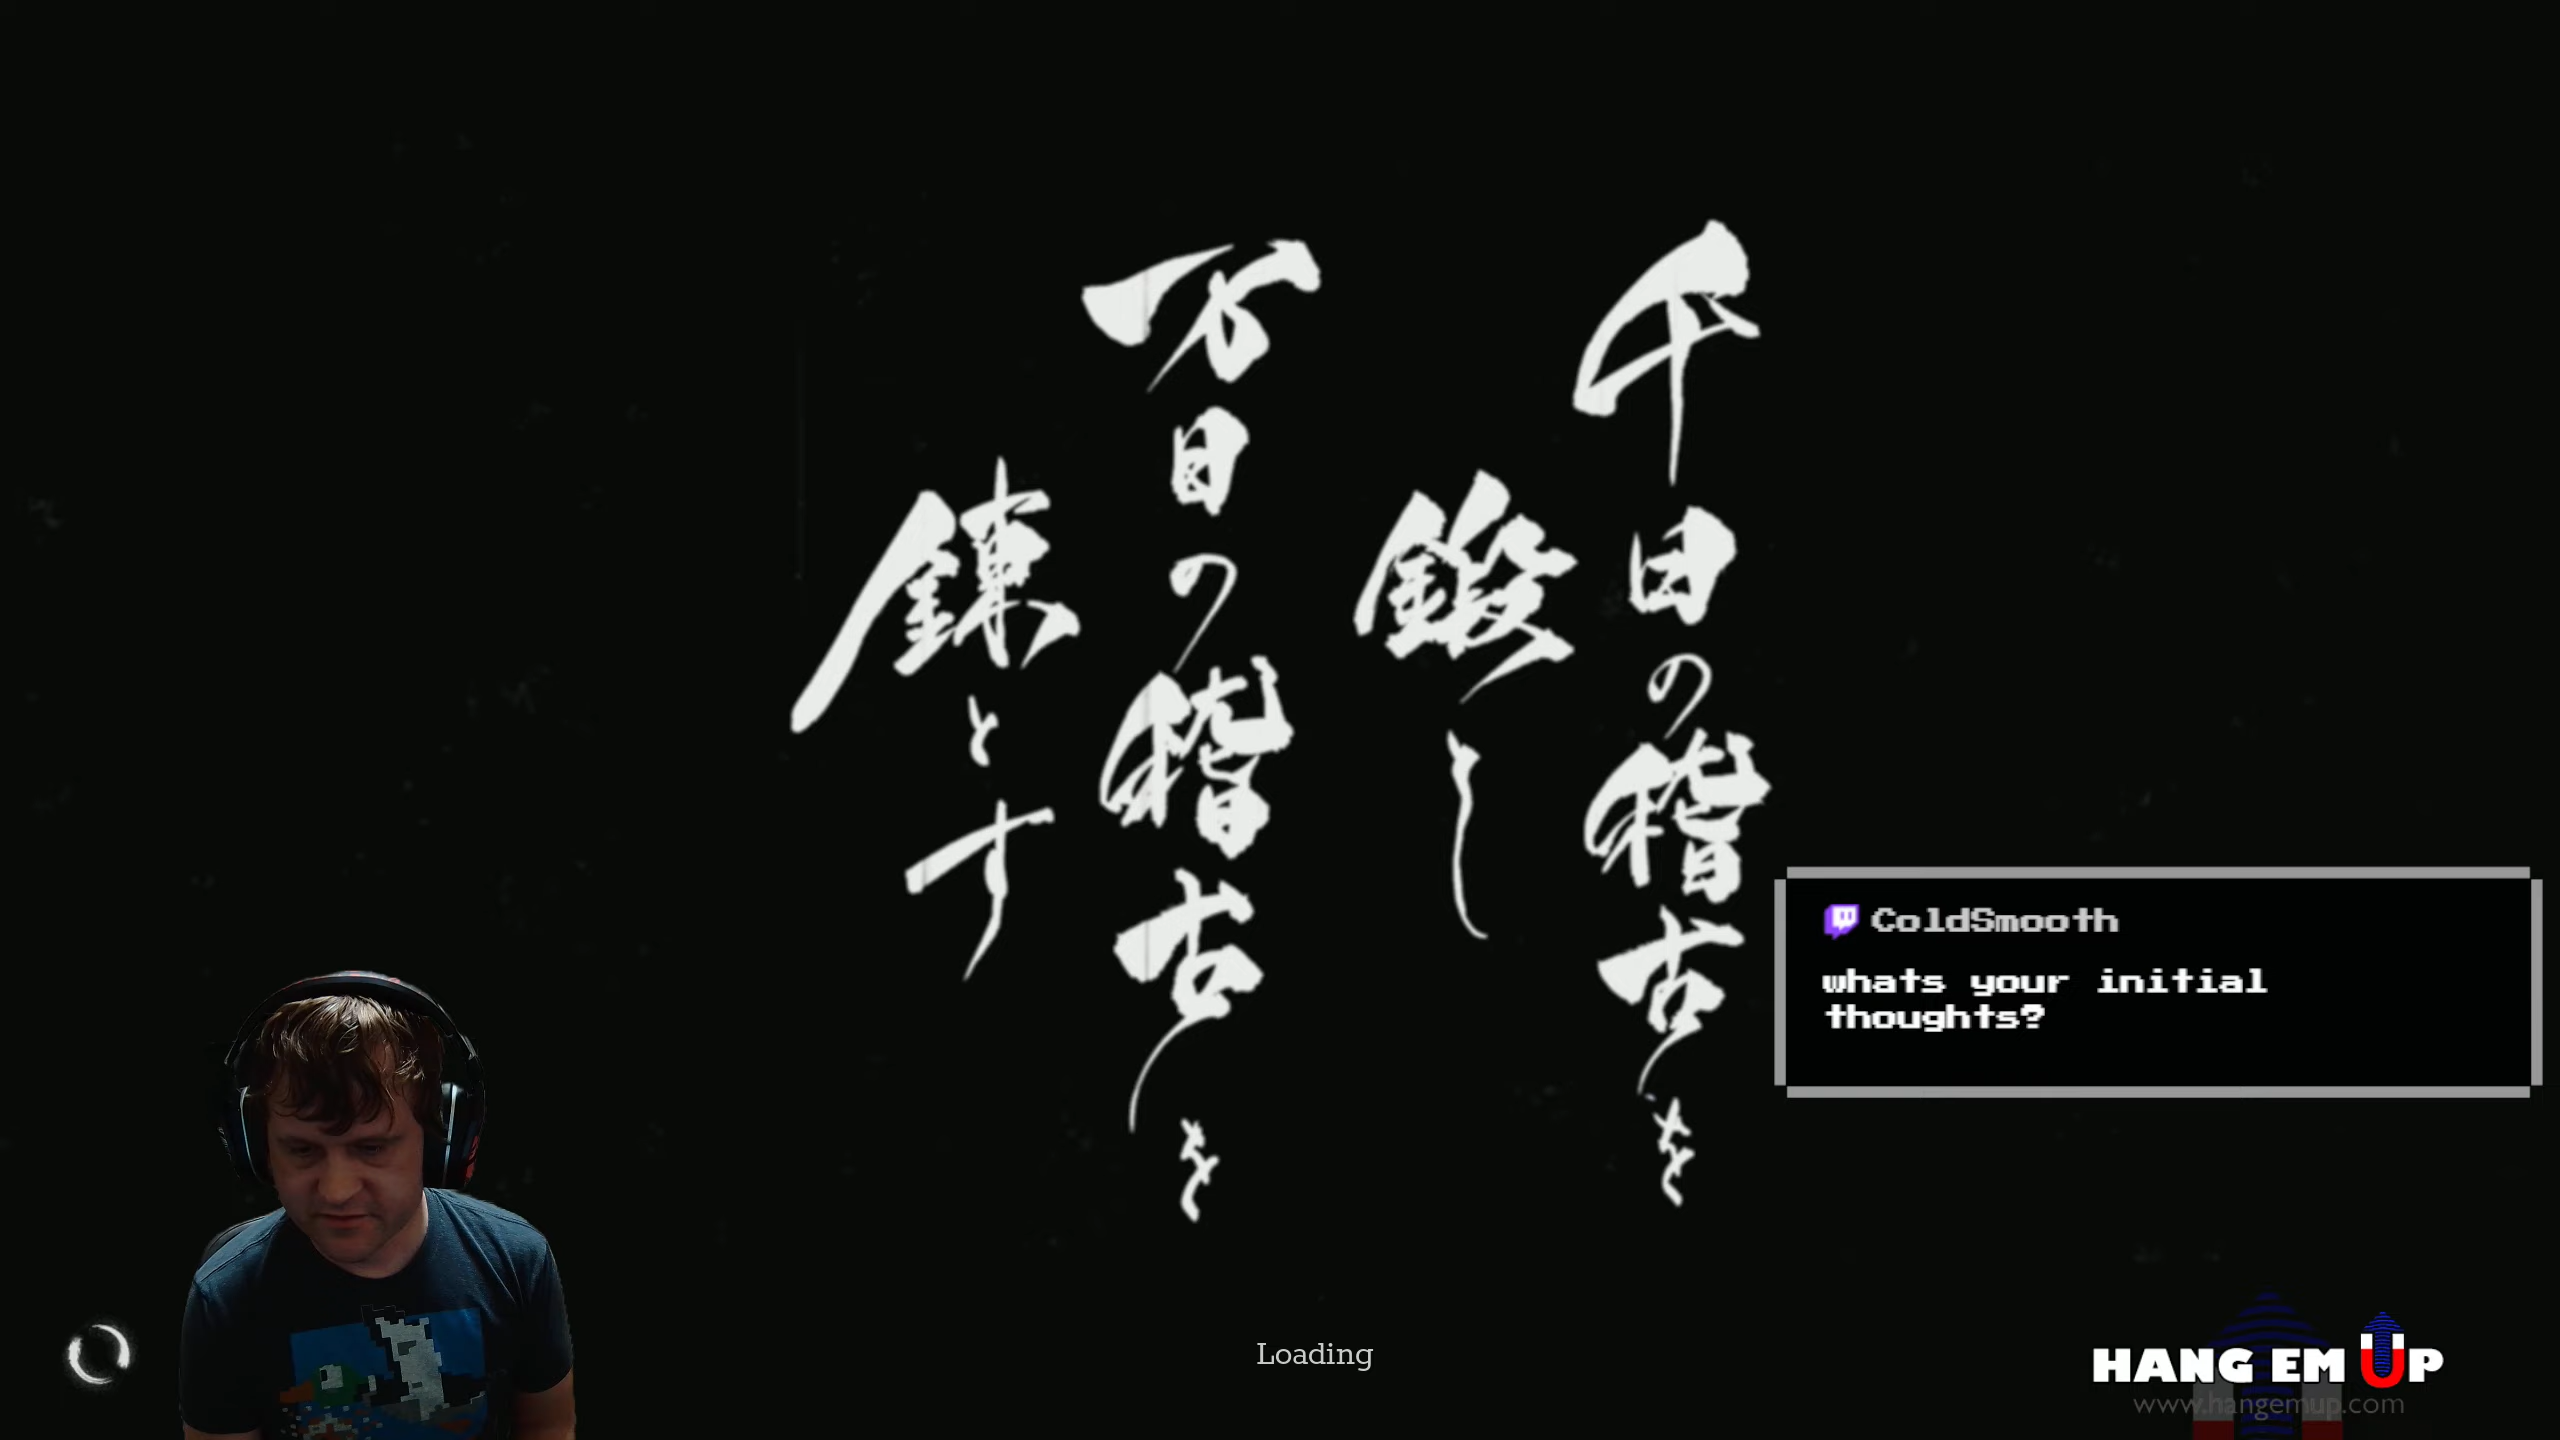 千日の稽古を
鍛とし
万日の稽古を
錬とす
ColdSmooth
whats your initial
thoughts?
Loading
HANG EM UP
www.hangemup.com